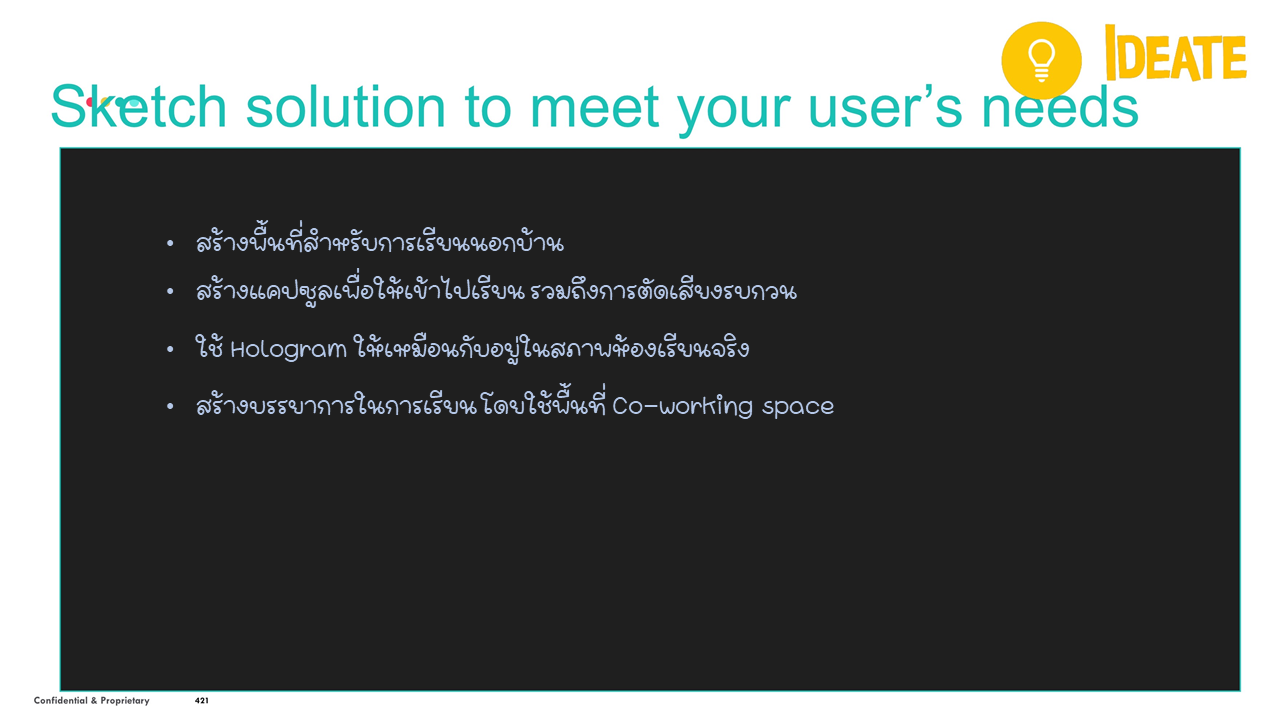 IDEATE
Sketch solution to meet your user’s needs
• สร้างพื้นที่สำหรับการเรียนนอกบ้าน
• สร้างแคปซูลเพื่อให้เข้าไปเรียน รวมถึงการตัดเสียงรบกวน
• ใช้ Hologram ให้เหมือนกับอยู่ในสภาพห้องเรียนจริง
• สร้างบรรยาการในการเรียน โดยใช้พื้นที่ Co-working space
Confidential & Proprietary 421